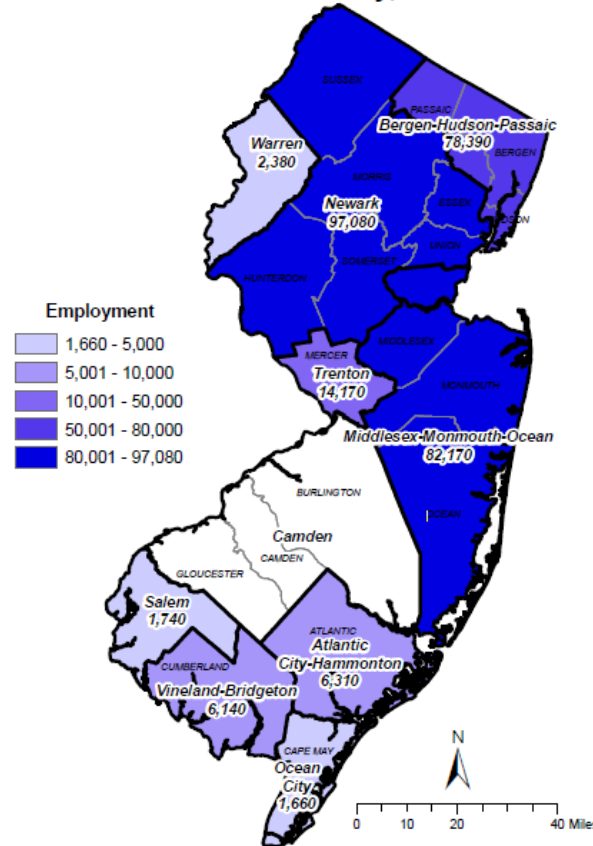 SUSSEX
PASSAIC
Bergen-Hudson-Passaic
78,390
BERGEN
Warren
2,380
MORRIS
Newark
97,080
ESSEX
UNION
SOMERSET
HUNTERDON
Employment
1,660 - 5,000
5,001 - 10,000
10,001 - 50,000
50,001 - 80,000
80,001 - 97,080
MERCER
Trenton
14,170
MIDDLESEX
MONMOUTH
Middlesex-Monmouth-Ocean
82,170
OCEAN
BURLINGTON
Camden
CAMDEN
GLOUCESTER
Salem
1,740
ATLANTIC
Atlantic
City-Hammonton
6,310
CUMBERLAND
Vineland-Bridgeton
6,140
CAPE MAY
Ocean
City
1,660
N
0 10 20 40 Miles